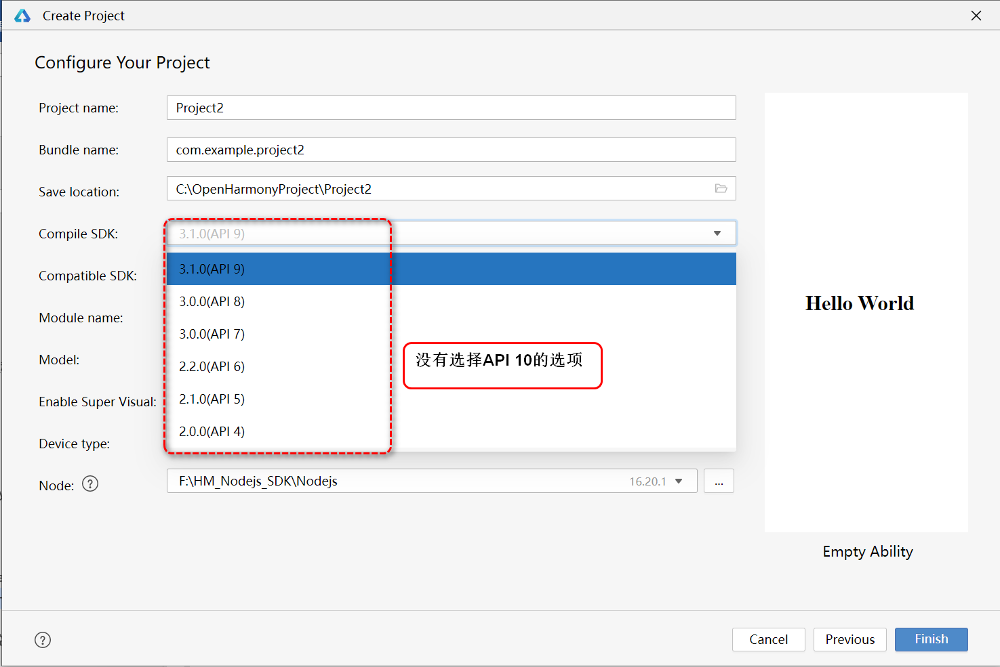 Create Project
Configure Your Project
Project name:
Project2
Bundle name:
com.example.project2
Save location:
C:\OpenHarmonyProject\Project2
Compile SDK:
3.1.0(API 9)
3.1.0(API 9)
Compatible SDK:
3.0.0(API 8)
Module name:
3.0.0(API 7)
Model:
2.2.0(API 6)
没有选择API 10的选项
Enable Super Visual:
2.1.0(API 5)
Device type:
2.0.0(API 4)
Node:
?
F:\HM_Nodejs_SDK\Nodejs
16.20.1
...
Hello World
Empty Ability
?
Cancel
Previous
Finish